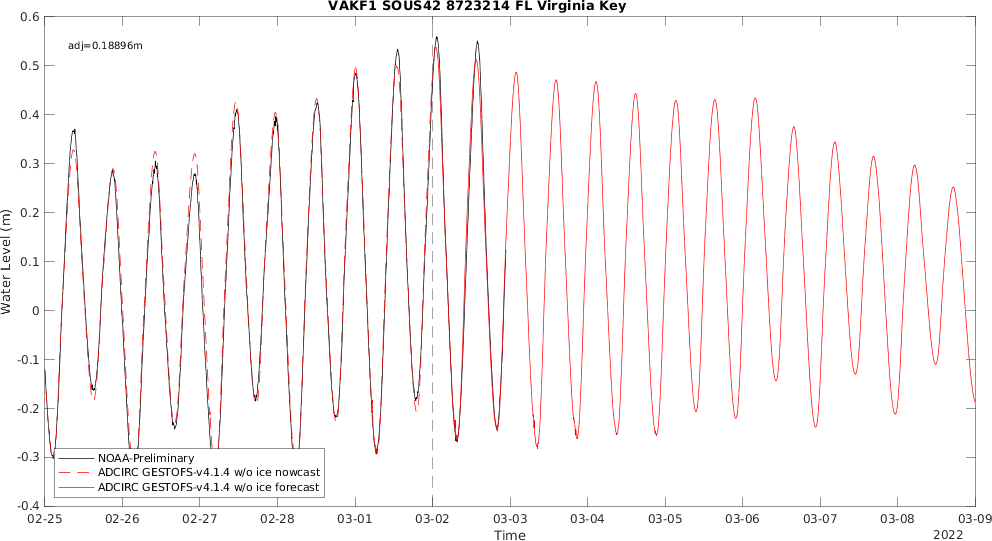 VAKF1 SOUS42 8723214 FL Virginia Key
adj=0.18896m
0.6
0.5
0.4
0.3
0.2
0.1
0
-0.1
-0.2
-0.3
-0.4
Water Level (m)
NOAA-Preliminary
ADCIRC GESTOFS-v4.1.4 w/o ice nowcast
ADCIRC GESTOFS-v4.1.4 w/o ice forecast
02-25 02-26 02-27 02-28 03-01 03-02 03-03 03-04 03-05 03-06 03-07 03-08 03-09
Time
2022